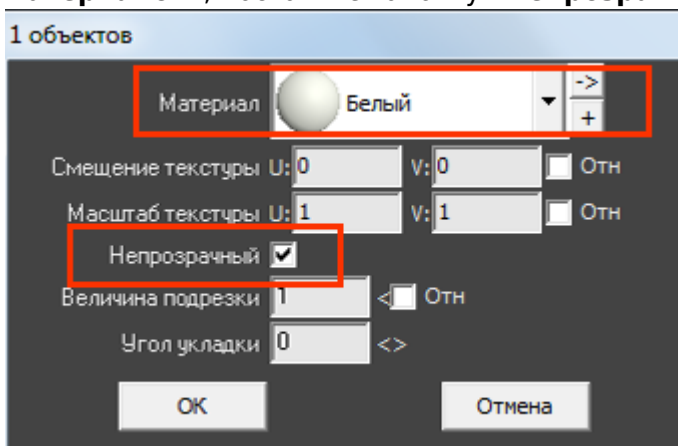 1 объектов
Материал Белый ->
+
Смещение текстуры U: 0 V: 0 Отн
Масштаб текстуры U: 1 V: 1 Отн
Непрозрачный
Величина подрезки 1 < Отн
Угол укладки 0 <>
ОК Отмена